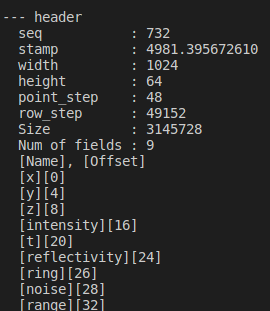 --- header
seq : 732
stamp : 4981.395672610
width : 1024
height : 64
point_step : 48
row_step : 49152
Size : 3145728
Num of fields : 9
[Name], [Offset]
[x][0]
[y][4]
[z][8]
[intensity][16]
[t][20]
[reflectivity][24]
[ring][26]
[noise][28]
[range][32]